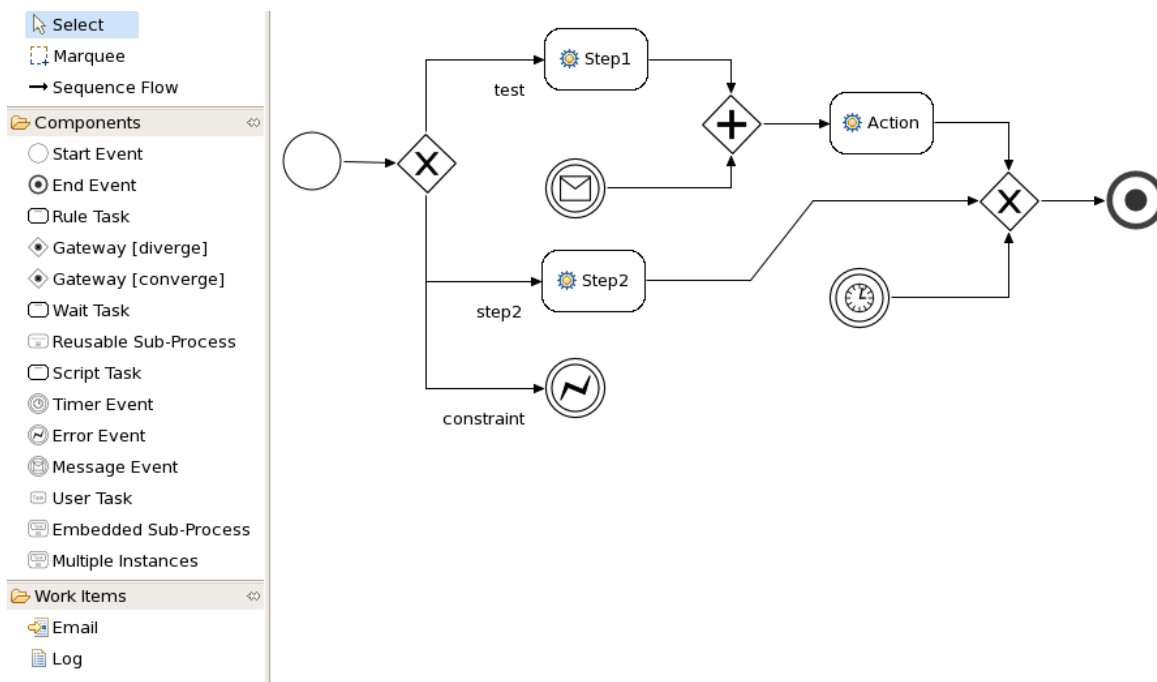 Select
Marquee
Sequence Flow
Components
Start Event
End Event
Rule Task
Gateway [diverge]
Gateway [converge]
Wait Task
Reusable Sub-Process
Script Task
Timer Event
Error Event
Message Event
User Task
Embedded Sub-Process
Multiple Instances
Work Items
Email
Log
Step1
test
Action
Step2
step2
constraint